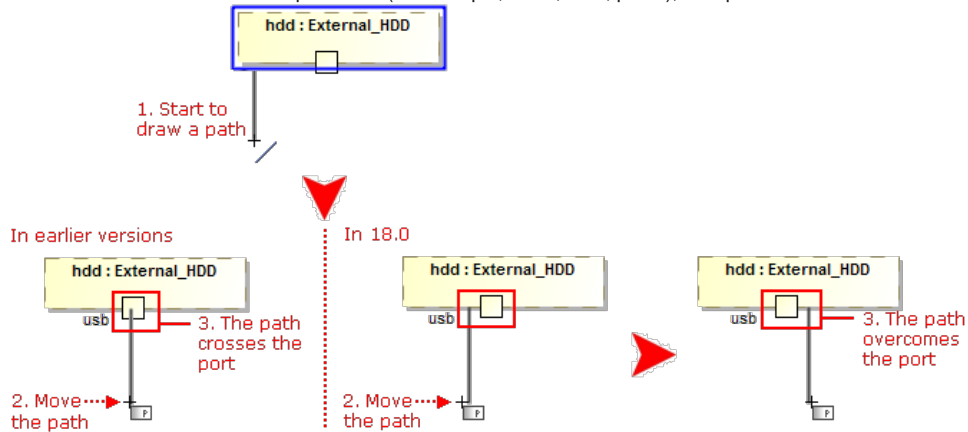 hdd : External_HDD
1. Start to
draw a path
In earlier versions
In 18.0
hdd : External_HDD
hdd : External_HDD
hdd : External_HDD
usb
usb
usb
3. The path
crosses the
port
3. The path
overcomes
the port
2. Move
the path
P
2. Move
the path
P
P